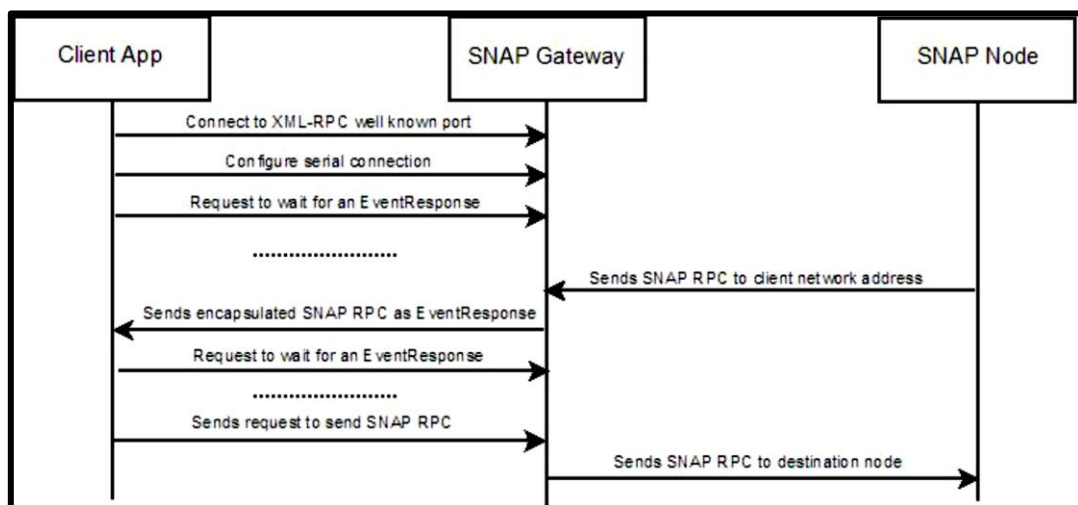 Client App
SNAP Gateway
SNAP Node
Connect to XML-RPC well known port
Configure serial connection
Request to wait for an EventResponse
........................
Sends SNAP RPC to client network address
Sends encapsulated SNAP RPC as EventResponse
Request to wait for an EventResponse
........................
Sends request to send SNAP RPC
Sends SNAP RPC to destination node